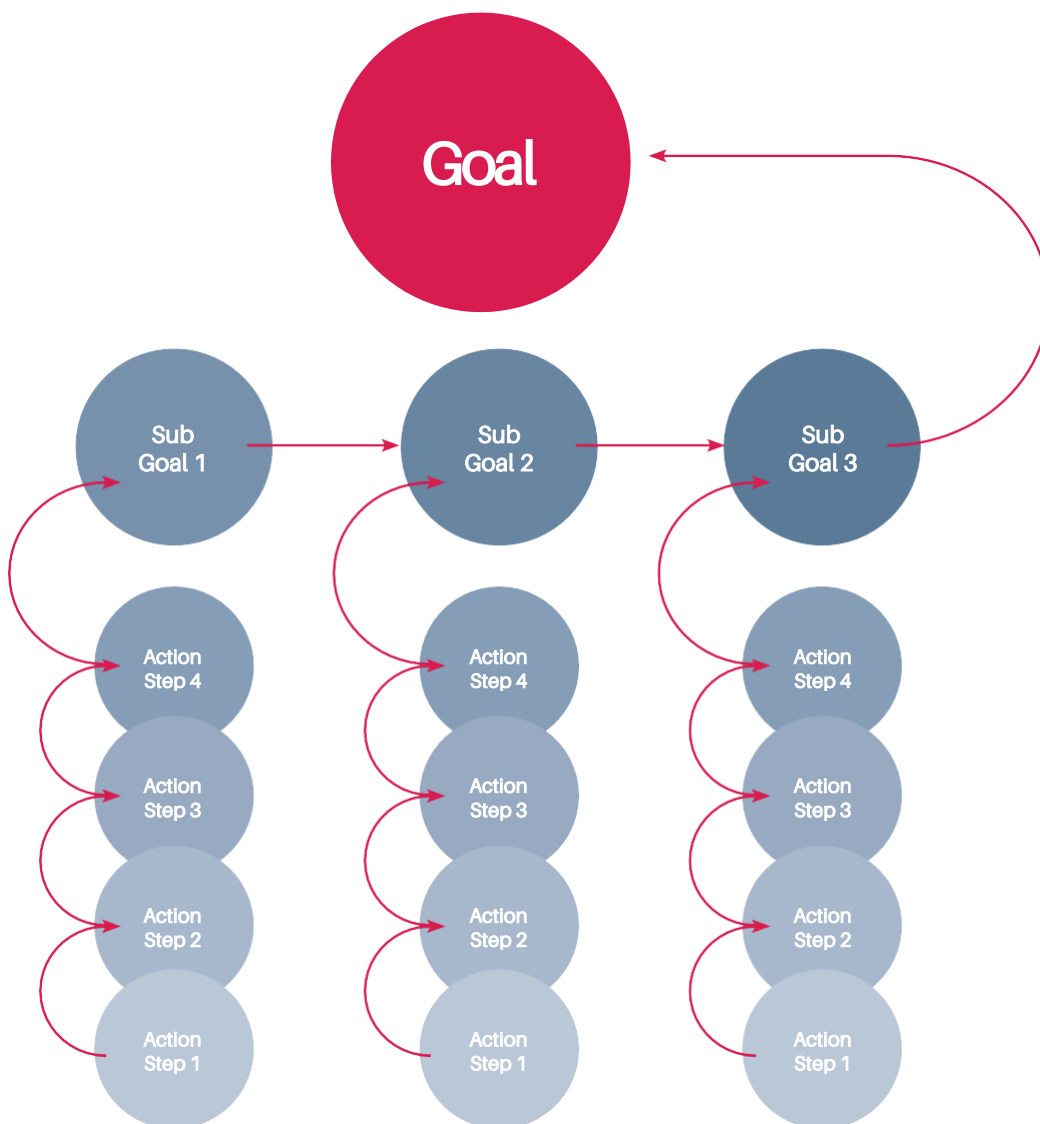 Goal
Sub
Goal 1
Sub
Goal 2
Sub
Goal 3
Action
Step 4
Action
Step 4
Action
Step 4
Action
Step 3
Action
Step 3
Action
Step 3
Action
Step 2
Action
Step 2
Action
Step 2
Action
Step 1
Action
Step 1
Action
Step 1